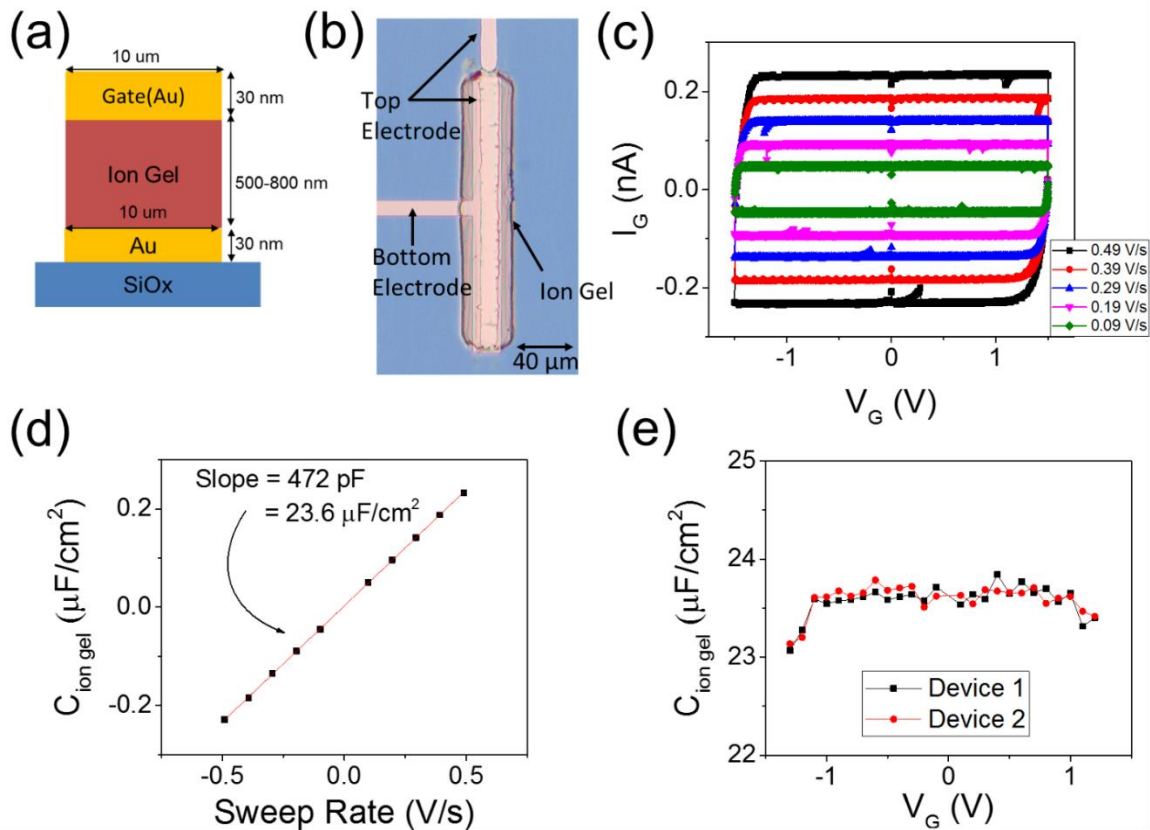 (a)
10 um
Gate(Au)
30 nm
Ion Gel
500-800 nm
10 um
Au
30 nm
SiOx
(b)
Top
Electrode
Bottom
Electrode
Ion Gel
40 μm
(c)
I_G (nA)
0.2
0.0
-0.2
-1
0
1
V_G (V)
0.49 V/s
0.39 V/s
0.29 V/s
0.19 V/s
0.09 V/s
(d)
Slope = 472 pF
= 23.6 μF/cm²
C_ion gel (μF/cm²)
0.2
0.0
-0.2
-0.5
0.0
0.5
Sweep Rate (V/s)
(e)
C_ion gel (μF/cm²)
25
24
23
22
Device 1
Device 2
-1
0
1
V_G (V)